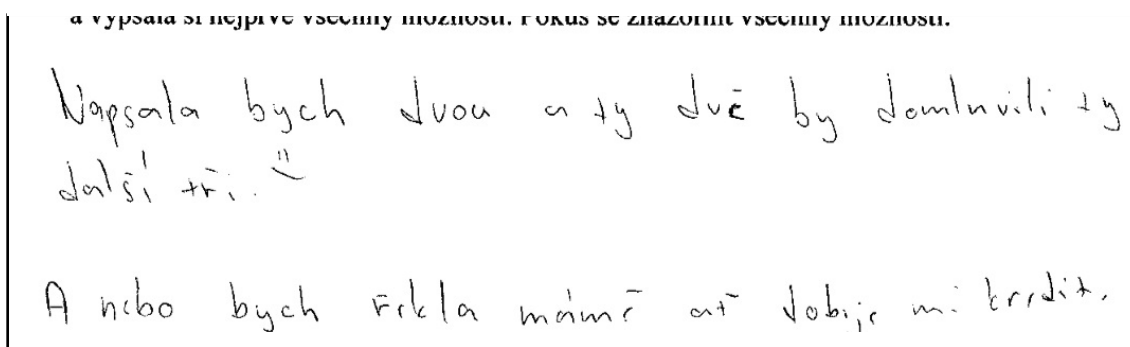 a vypsala si nejprve všechny možnosti. Pokus se znázornit všechny možnosti.
Napsala bych dvou a ty dvě by domluvili ty
další tři. ¨)
A nebo bych řekla mámě ať dobije mi kredit.